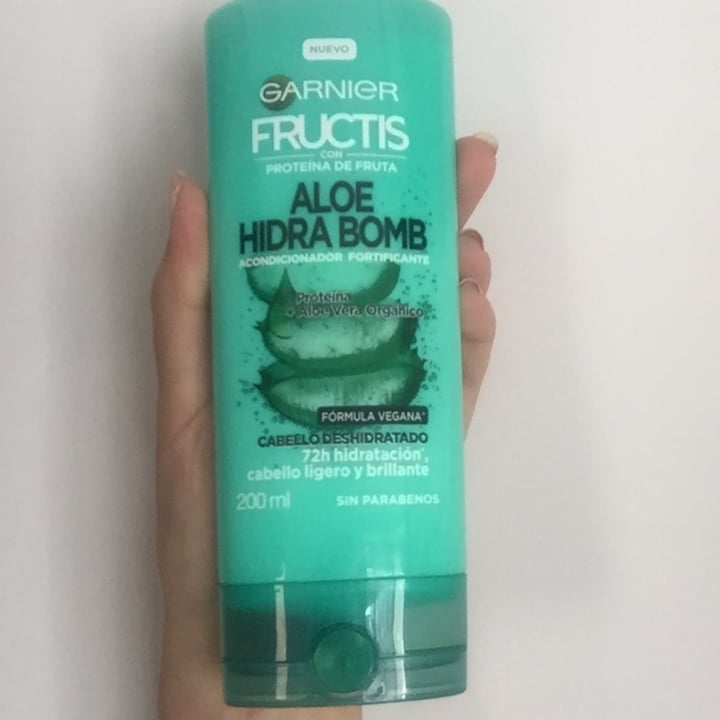 NUEVO
GARNIER
FRUCTIS
CON
PROTEÍNA DE FRUTA
ALOE
HIDRA BOMB
ACONDICIONADOR FORTIFICANTE
Proteína
+ Aloe Vera Orgánico
FÓRMULA VEGANA*
CABELLO DESHIDRATADO
72h hidratación*,
cabello ligero y brillante
200 ml
SIN PARABENOS